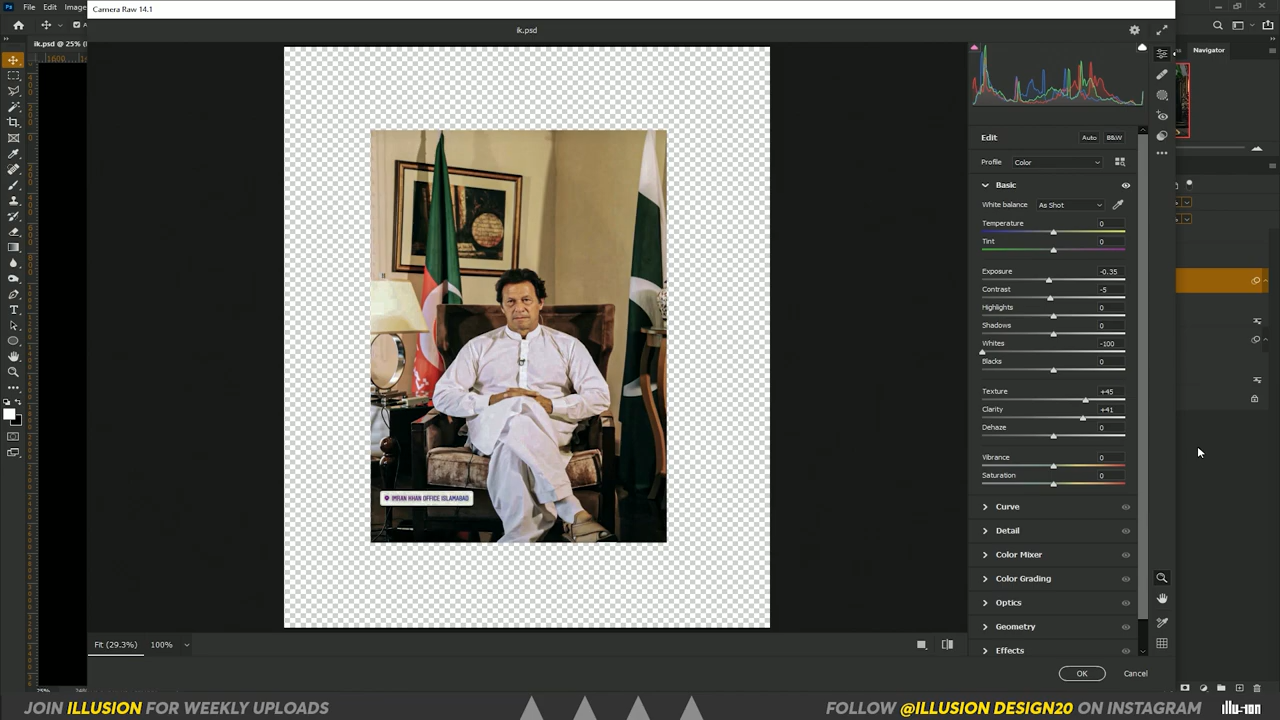 Camera Raw 14.1
File Edit
ik.psd
ik.psd @ 25%
Navigator
Edit Auto B&W
Profile Color
Basic
White balance As Shot
Temperature 0
Tint 0
Exposure -0.35
Contrast -5
Highlights 0
Shadows 0
Whites -100
Blacks 0
Texture +45
Clarity +41
Dehaze 0
Vibrance 0
Saturation 0
Curve
Detail
Color Mixer
Color Grading
Optics
Geometry
Effects
IMRAN KHAN OFFICE ISLAMABAD
Fit (29.3%) 100%
OK Cancel
JOIN ILLUSION FOR WEEKLY UPLOADS
FOLLOW @ILLUSION DESIGN20 ON INSTAGRAM